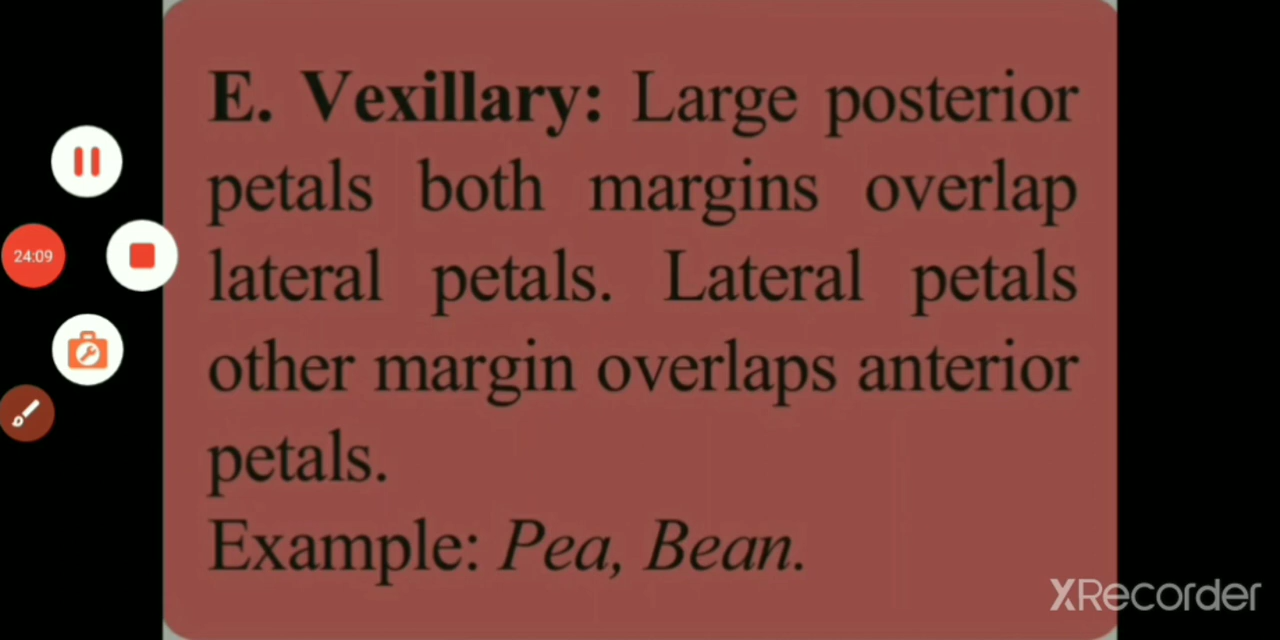 E. Vexillary: Large posterior
petals both margins overlap
lateral petals. Lateral petals
other margin overlaps anterior
petals.
Example: Pea, Bean.
24:09
XRecorder